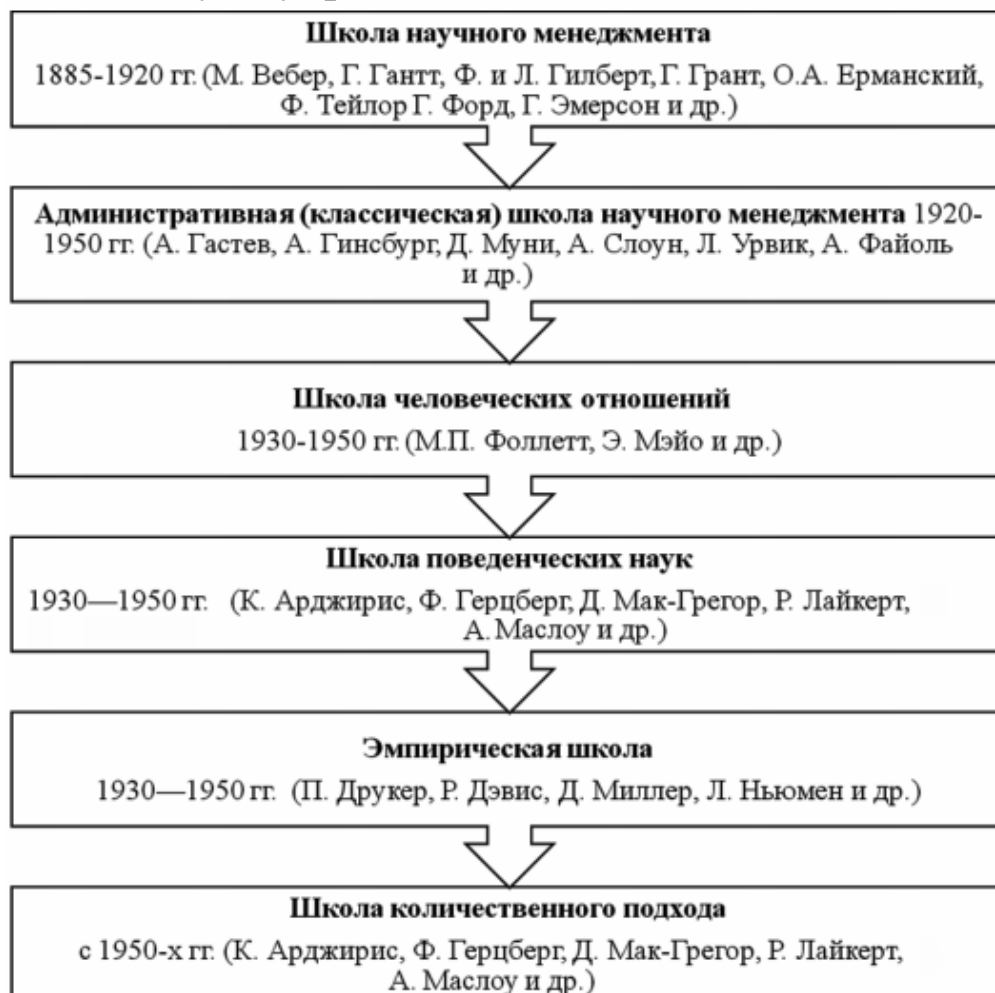 Школа научного менеджмента
1885-1920 гг. (М. Вебер, Г. Гантт, Ф. и Л. Гилберт, Г. Грант, О.А. Ерманский,
Ф. Тейлор Г. Форд, Г. Эмерсон и др.)
Административная (классическая) школа научного менеджмента 1920-
1950 гг. (А. Гастев, А. Гинсбург, Д. Муни, А. Слоун, Л. Урвик, А. Файоль
и др.)
Школа человеческих отношений
1930-1950 гг. (М.П. Фоллетт, Э. Мэйо и др.)
Школа поведенческих наук
1930—1950 гг. (К. Арджирис, Ф. Герцберг, Д. Мак-Грегор, Р. Лайкерт,
А. Маслоу и др.)
Эмпирическая школа
1930—1950 гг. (П. Друкер, Р. Дэвис, Д. Миллер, Л. Ньюмен и др.)
Школа количественного подхода
с 1950-х гг. (К. Арджирис, Ф. Герцберг, Д. Мак-Грегор, Р. Лайкерт,
А. Маслоу и др.)